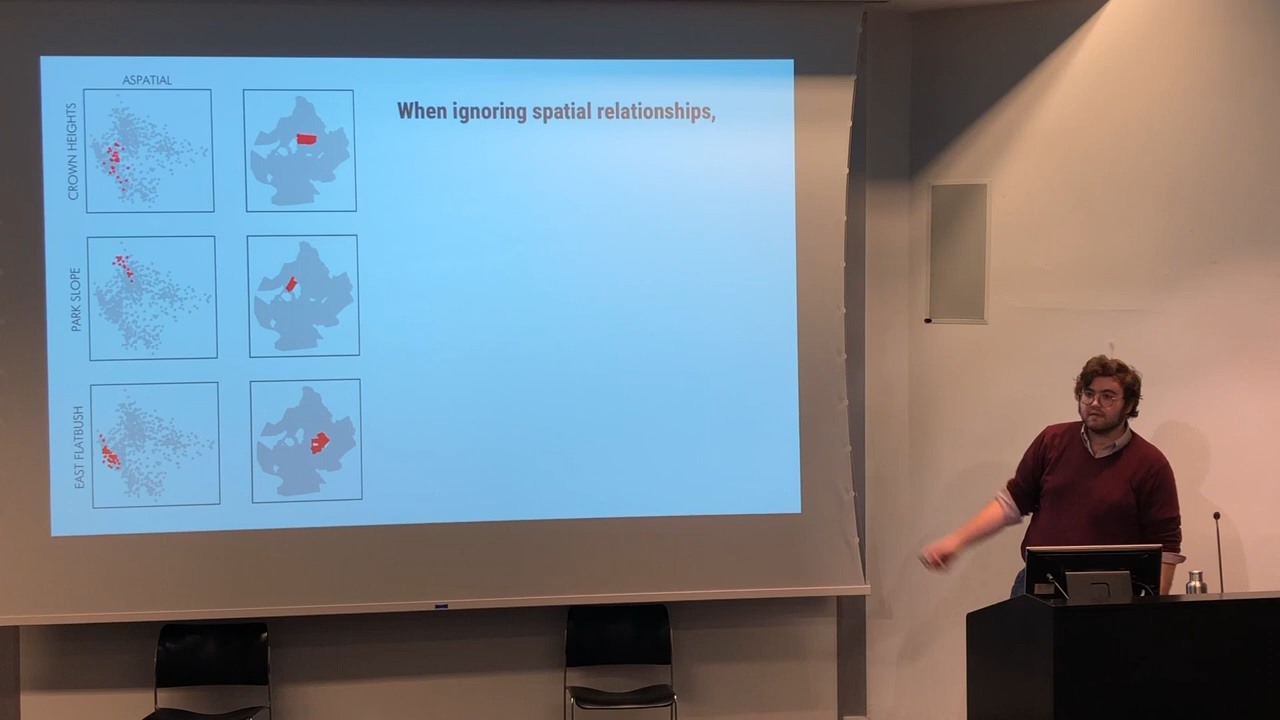 ASPATIAL
When ignoring spatial relationships,
CROWN HEIGHTS
PARK SLOPE
EAST FLATBUSH